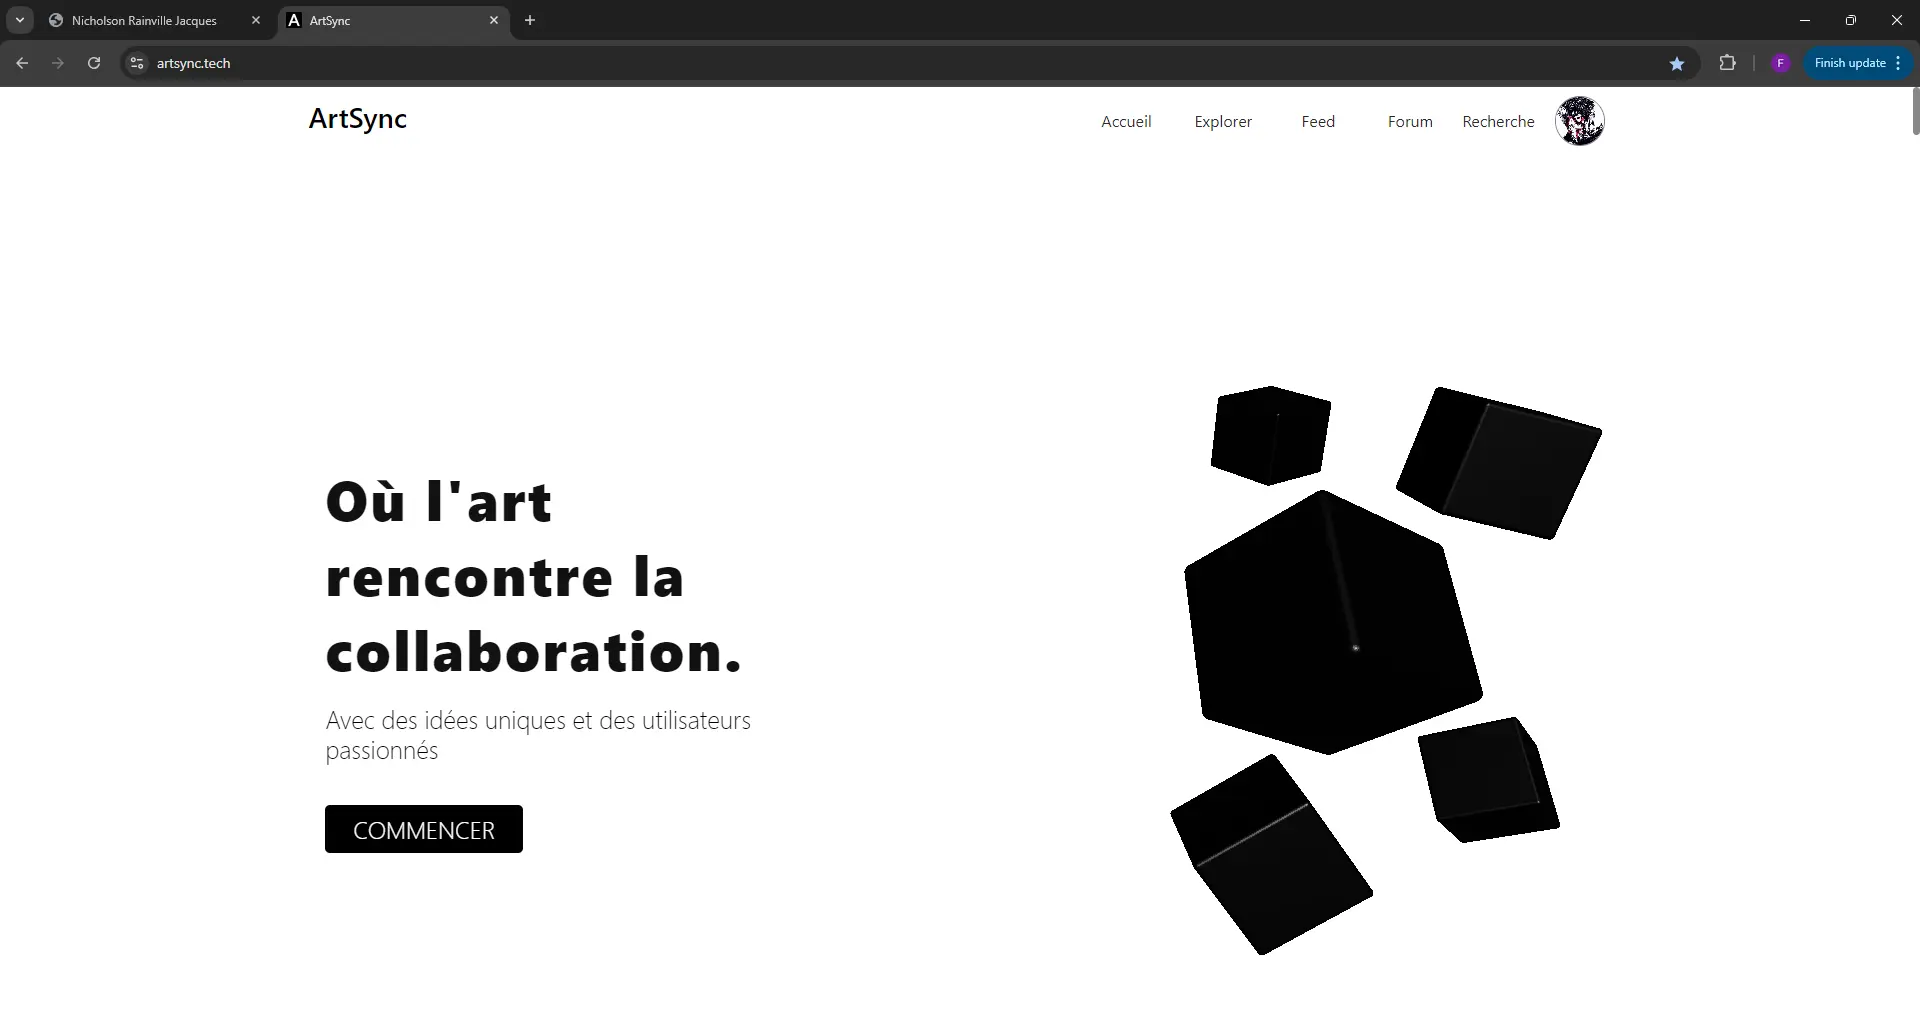 Nicholson Rainville Jacques
A ArtSync
artsync.tech
F
Finish update
ArtSync
Accueil
Explorer
Feed
Forum
Recherche
Où l'art
rencontre la
collaboration.
Avec des idées uniques et des utilisateurs
passionnés
COMMENCER